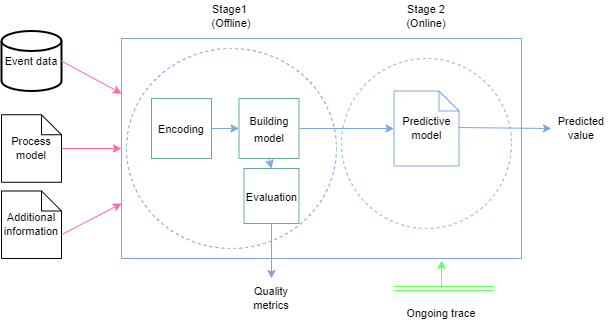 Stage1
(Offline)
Stage 2
(Online)
Event data
Process
model
Additional
information
Encoding
Building
model
Evaluation
Predictive
model
Predicted
value
Quality
metrics
Ongoing trace